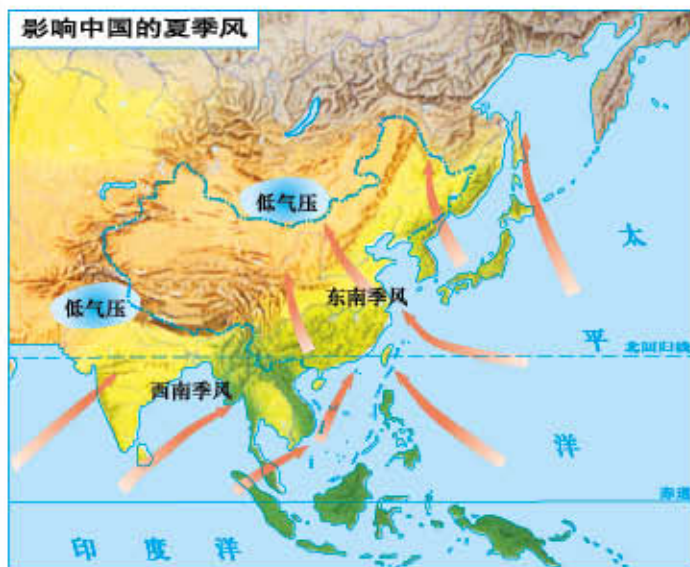 影响中国的夏季风
低气压
低气压
东南季风
西南季风
太
平
洋
北回归线
赤道
印度洋